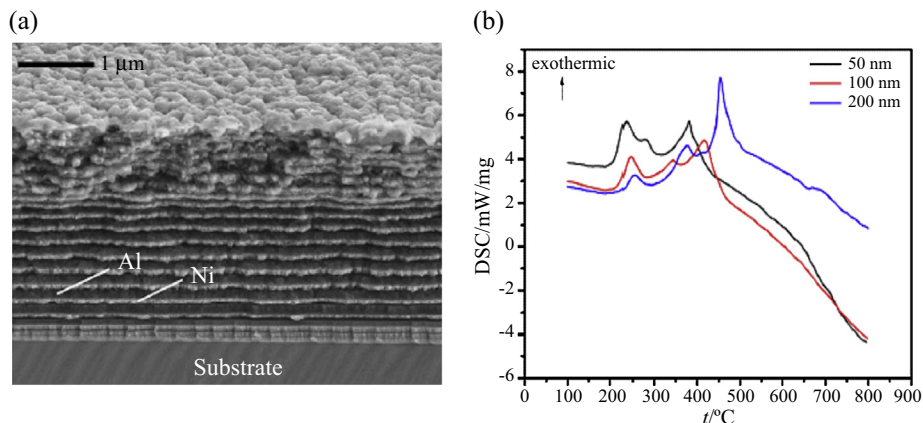 (a)
1 µm
Al
Ni
Substrate
(b)
exothermic
50 nm
100 nm
200 nm
DSC/mW/mg
8
6
4
2
0
-2
-4
-6
0 100 200 300 400 500 600 700 800 900
t/ºC